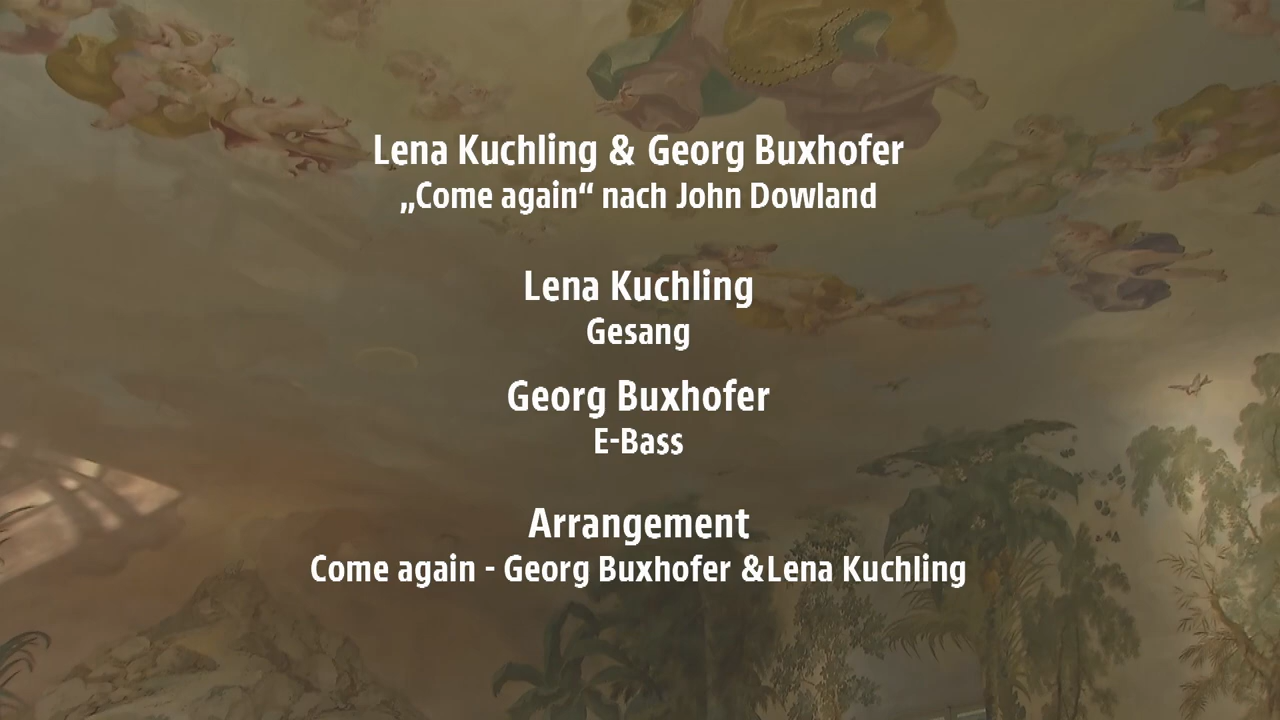 Lena Kuchling & Georg Buxhofer
„Come again“ nach John Dowland
Lena Kuchling
Gesang
Georg Buxhofer
E-Bass
Arrangement
Come again - Georg Buxhofer &Lena Kuchling